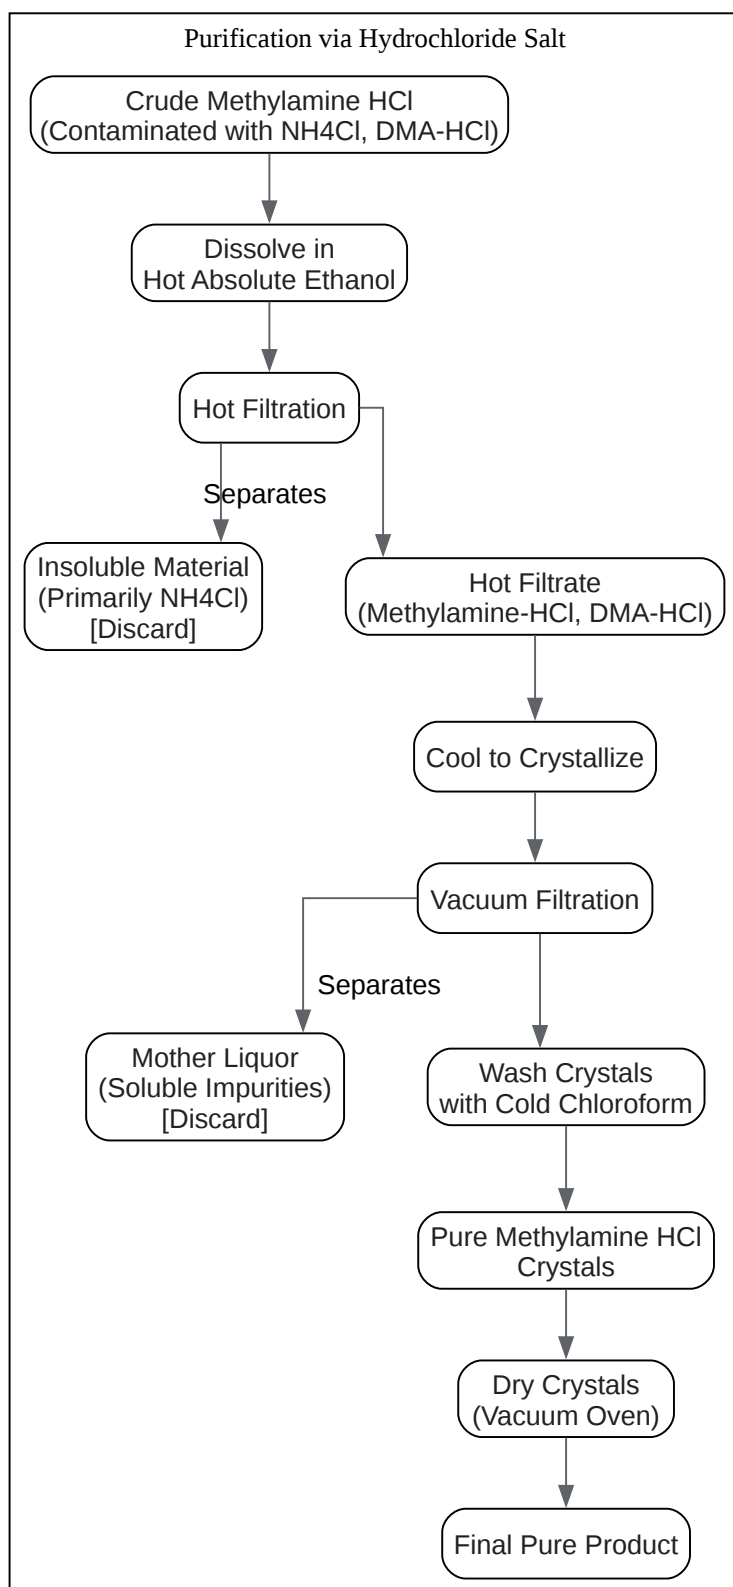 Purification via Hydrochloride Salt
Crude Methylamine HCl
(Contaminated with NH4Cl, DMA-HCl)
Dissolve in
Hot Absolute Ethanol
Hot Filtration
Separates
Insoluble Material
(Primarily NH4Cl)
[Discard]
Hot Filtrate
(Methylamine-HCl, DMA-HCl)
Cool to Crystallize
Vacuum Filtration
Separates
Mother Liquor
(Soluble Impurities)
[Discard]
Wash Crystals
with Cold Chloroform
Pure Methylamine HCl
Crystals
Dry Crystals
(Vacuum Oven)
Final Pure Product